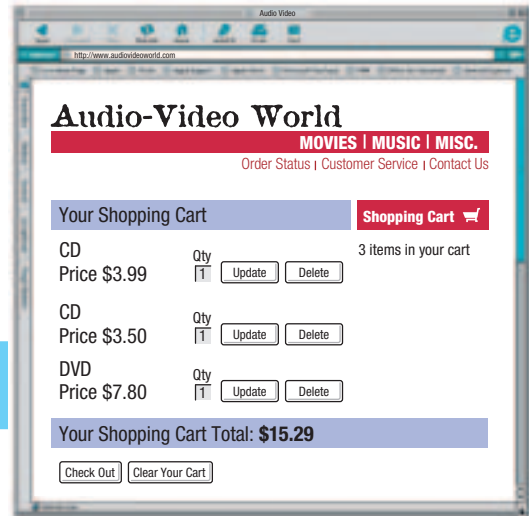 Audio Video
http://www.audiovideoworld.com
Audio-Video World
MOVIES | MUSIC | MISC.
Order Status | Customer Service | Contact Us
Your Shopping Cart
Shopping Cart
3 items in your cart
CD
Price $3.99
Qty
1 Update Delete
CD
Price $3.50
Qty
1 Update Delete
DVD
Price $7.80
Qty
1 Update Delete
Your Shopping Cart Total: $15.29
Check Out Clear Your Cart